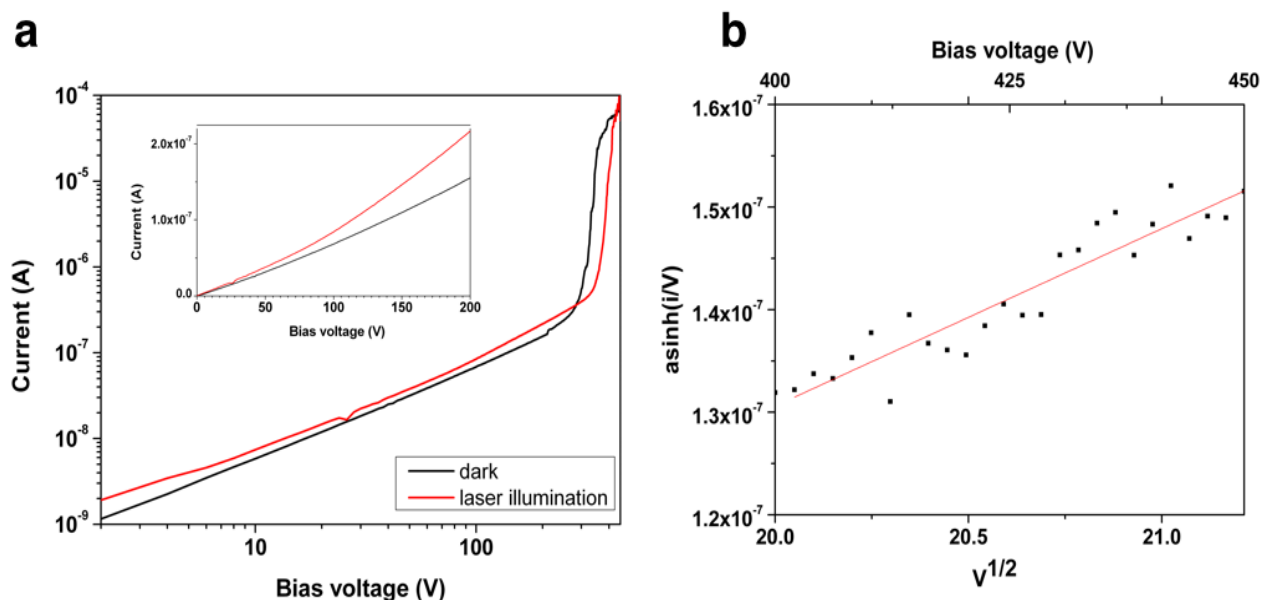 a
10⁻⁴
10⁻⁵
10⁻⁶
10⁻⁷
10⁻⁸
10⁻⁹
Current (A)
10
100
Bias voltage (V)
2.0x10⁻⁷
1.0x10⁻⁷
0.0
Current (A)
0
50
100
150
200
Bias voltage (V)
dark
laser illumination
b
Bias voltage (V)
400
425
450
1.6x10⁻⁷
1.5x10⁻⁷
1.4x10⁻⁷
1.3x10⁻⁷
1.2x10⁻⁷
asinh(i/V)
20.0
20.5
21.0
V¹ᐟ²